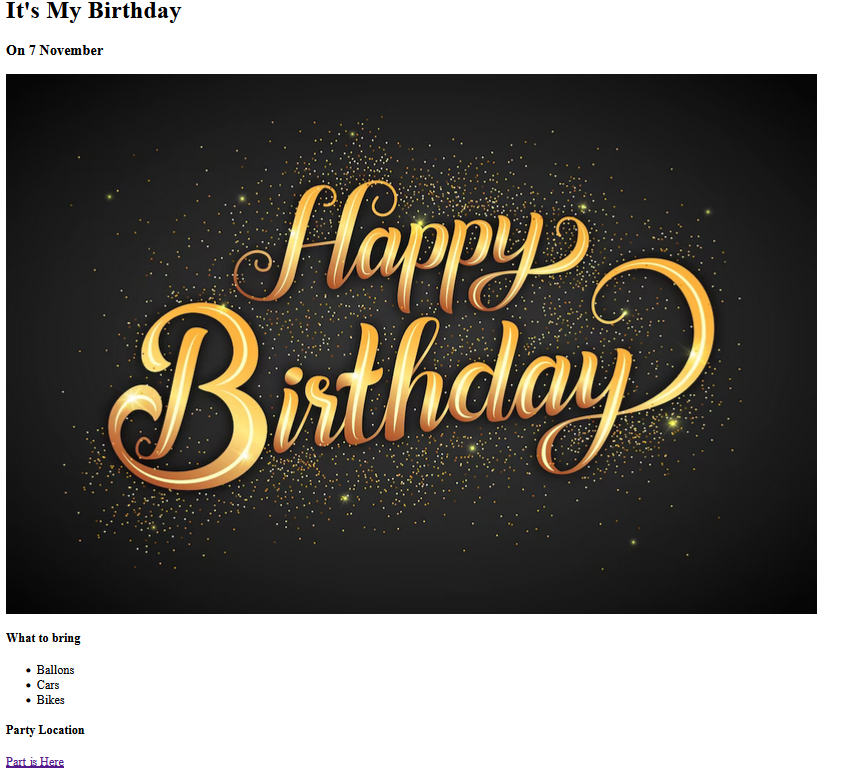 It's My Birthday
On 7 November
Happy
Birthday
What to bring
Ballons
Cars
Bikes
Party Location
Part is Here